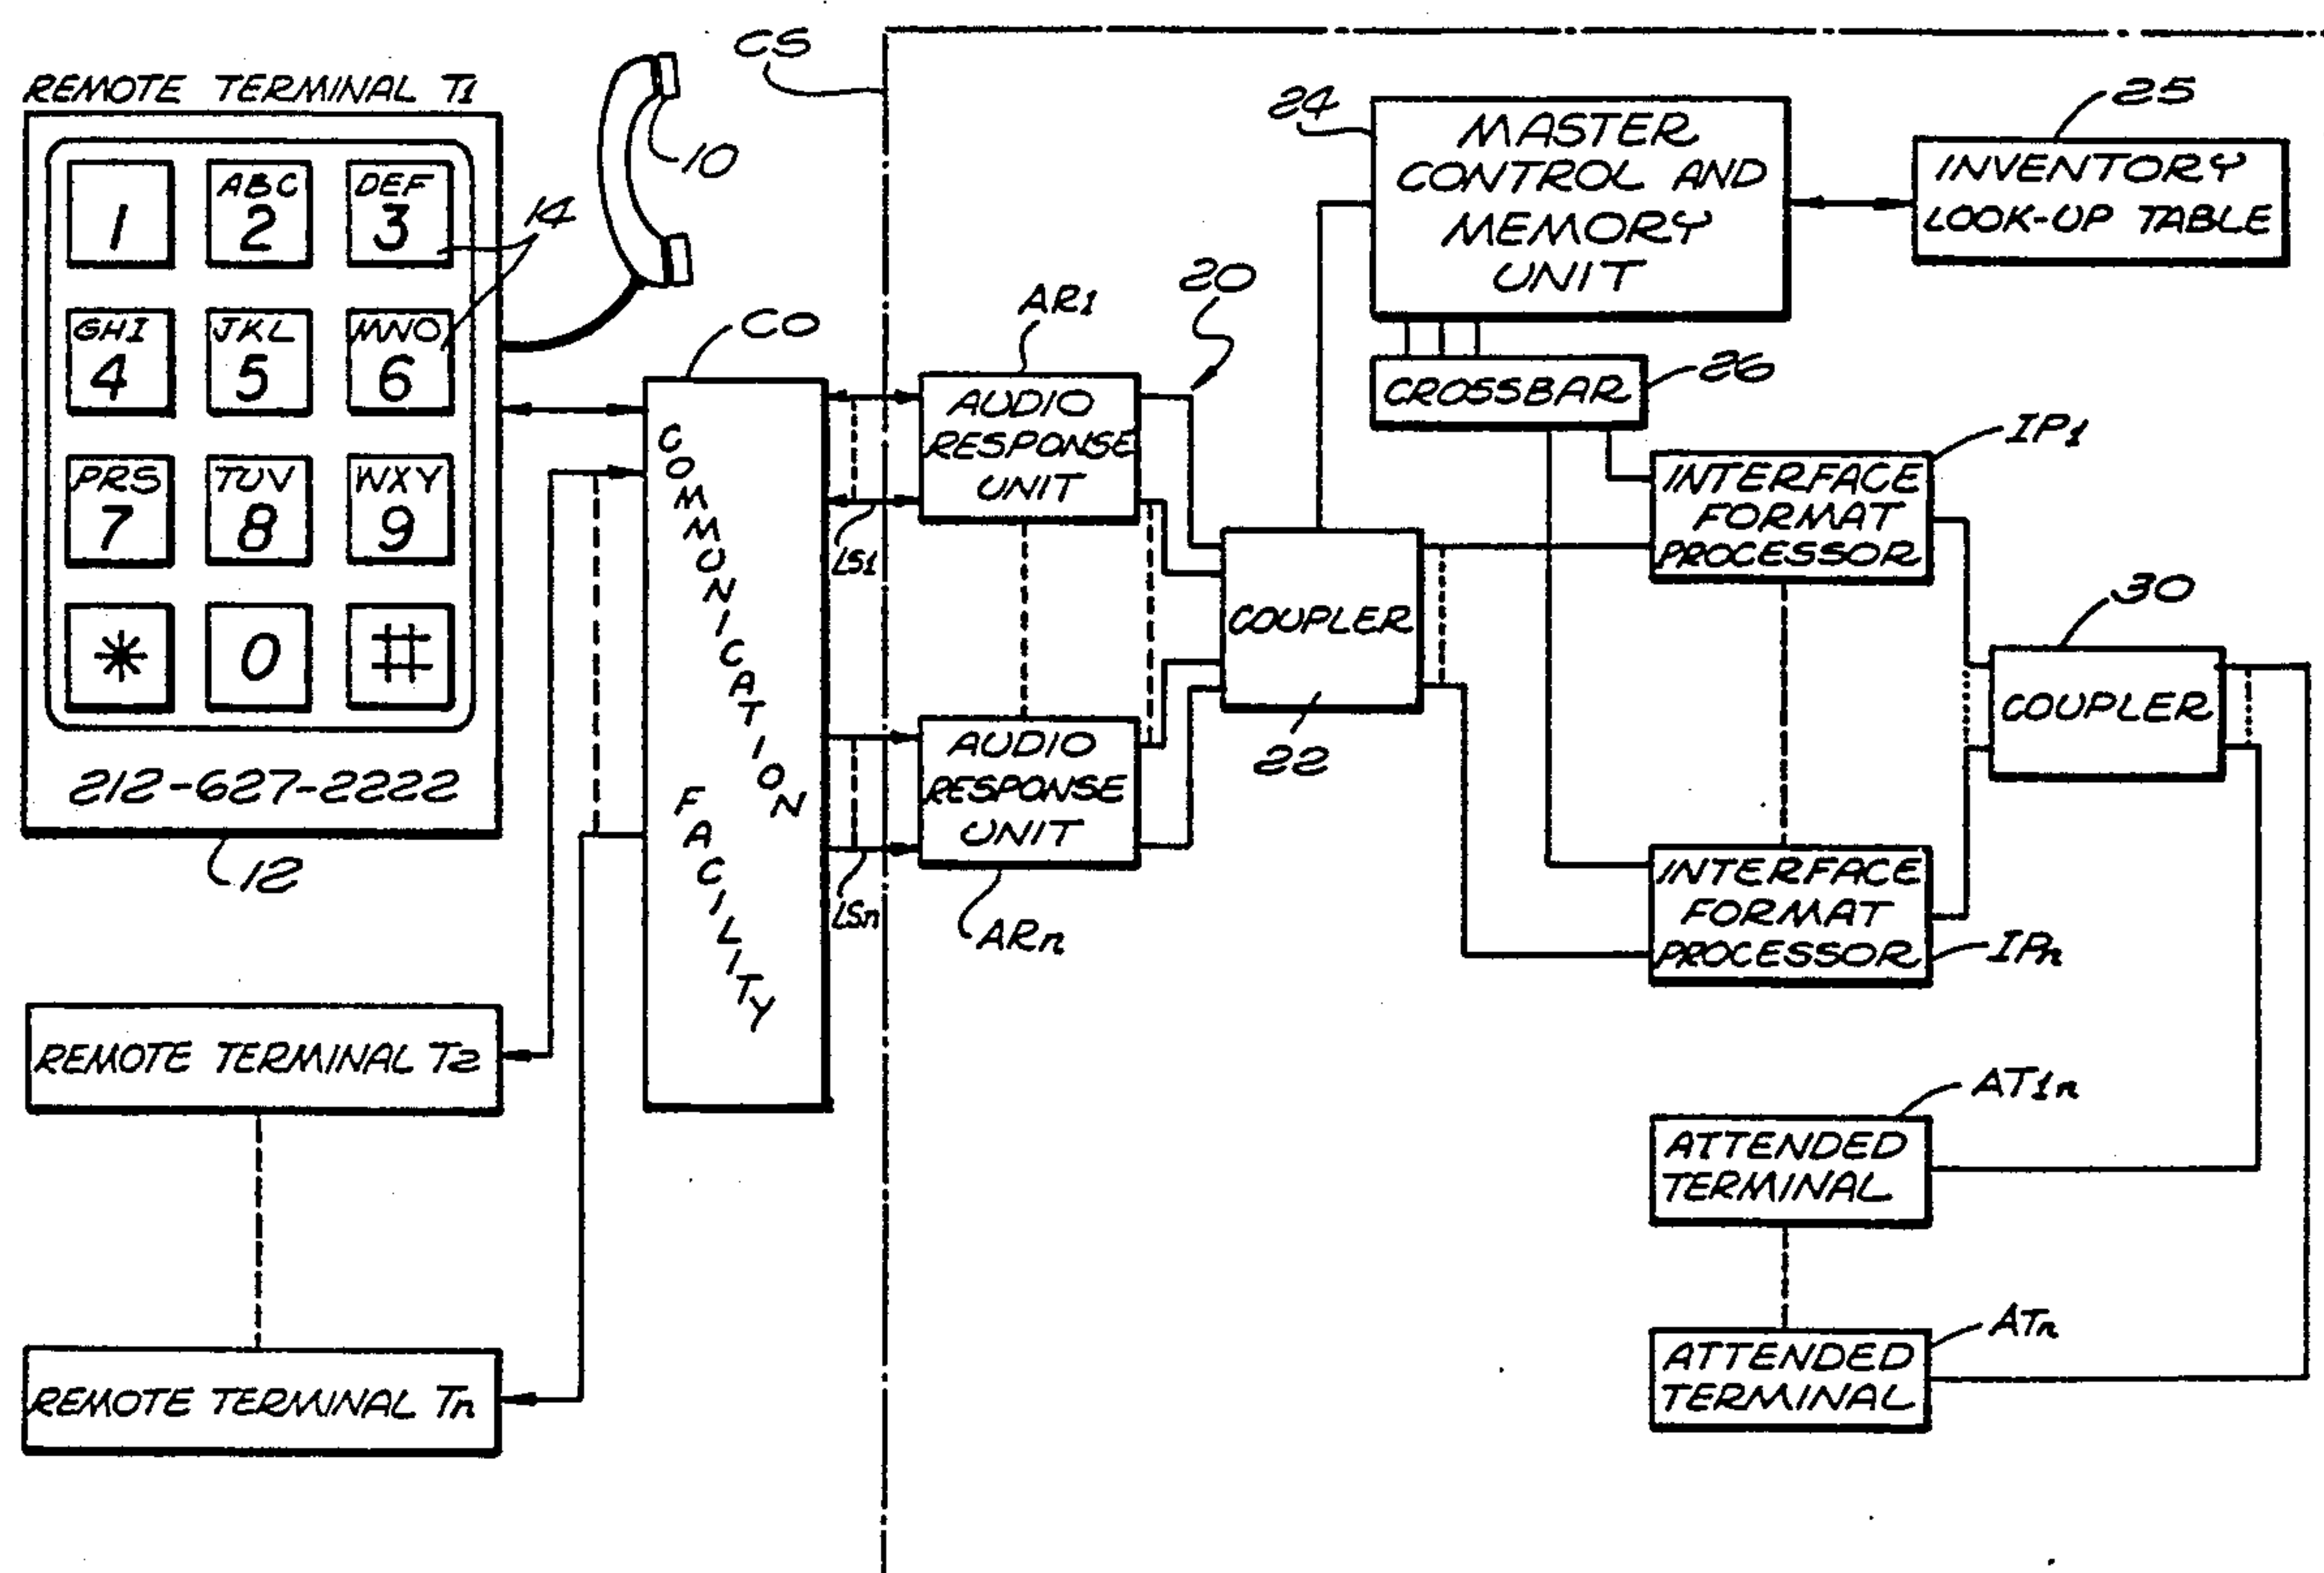 REMOTE TERMINAL T1
10
14
1
ABC
2
DEF
3
GHI
4
JKL
5
MNO
6
PRS
7
TUV
8
WXY
9
*
0
#
212-627-2222
12
REMOTE TERMINAL T2
REMOTE TERMINAL Tn
CO
COMMUNICATION
FACILITY
CS
LS1
LSn
AR1
AUDIO
RESPONSE
UNIT
AUDIO
RESPONSE
UNIT
ARn
20
COUPLER
22
24
MASTER
CONTROL AND
MEMORY
UNIT
25
INVENTORY
LOOK-UP TABLE
CROSSBAR
26
IP1
INTERFACE
FORMAT
PROCESSOR
INTERFACE
FORMAT
PROCESSOR
IPn
30
COUPLER
AT1n
ATTENDED
TERMINAL
ATn
ATTENDED
TERMINAL